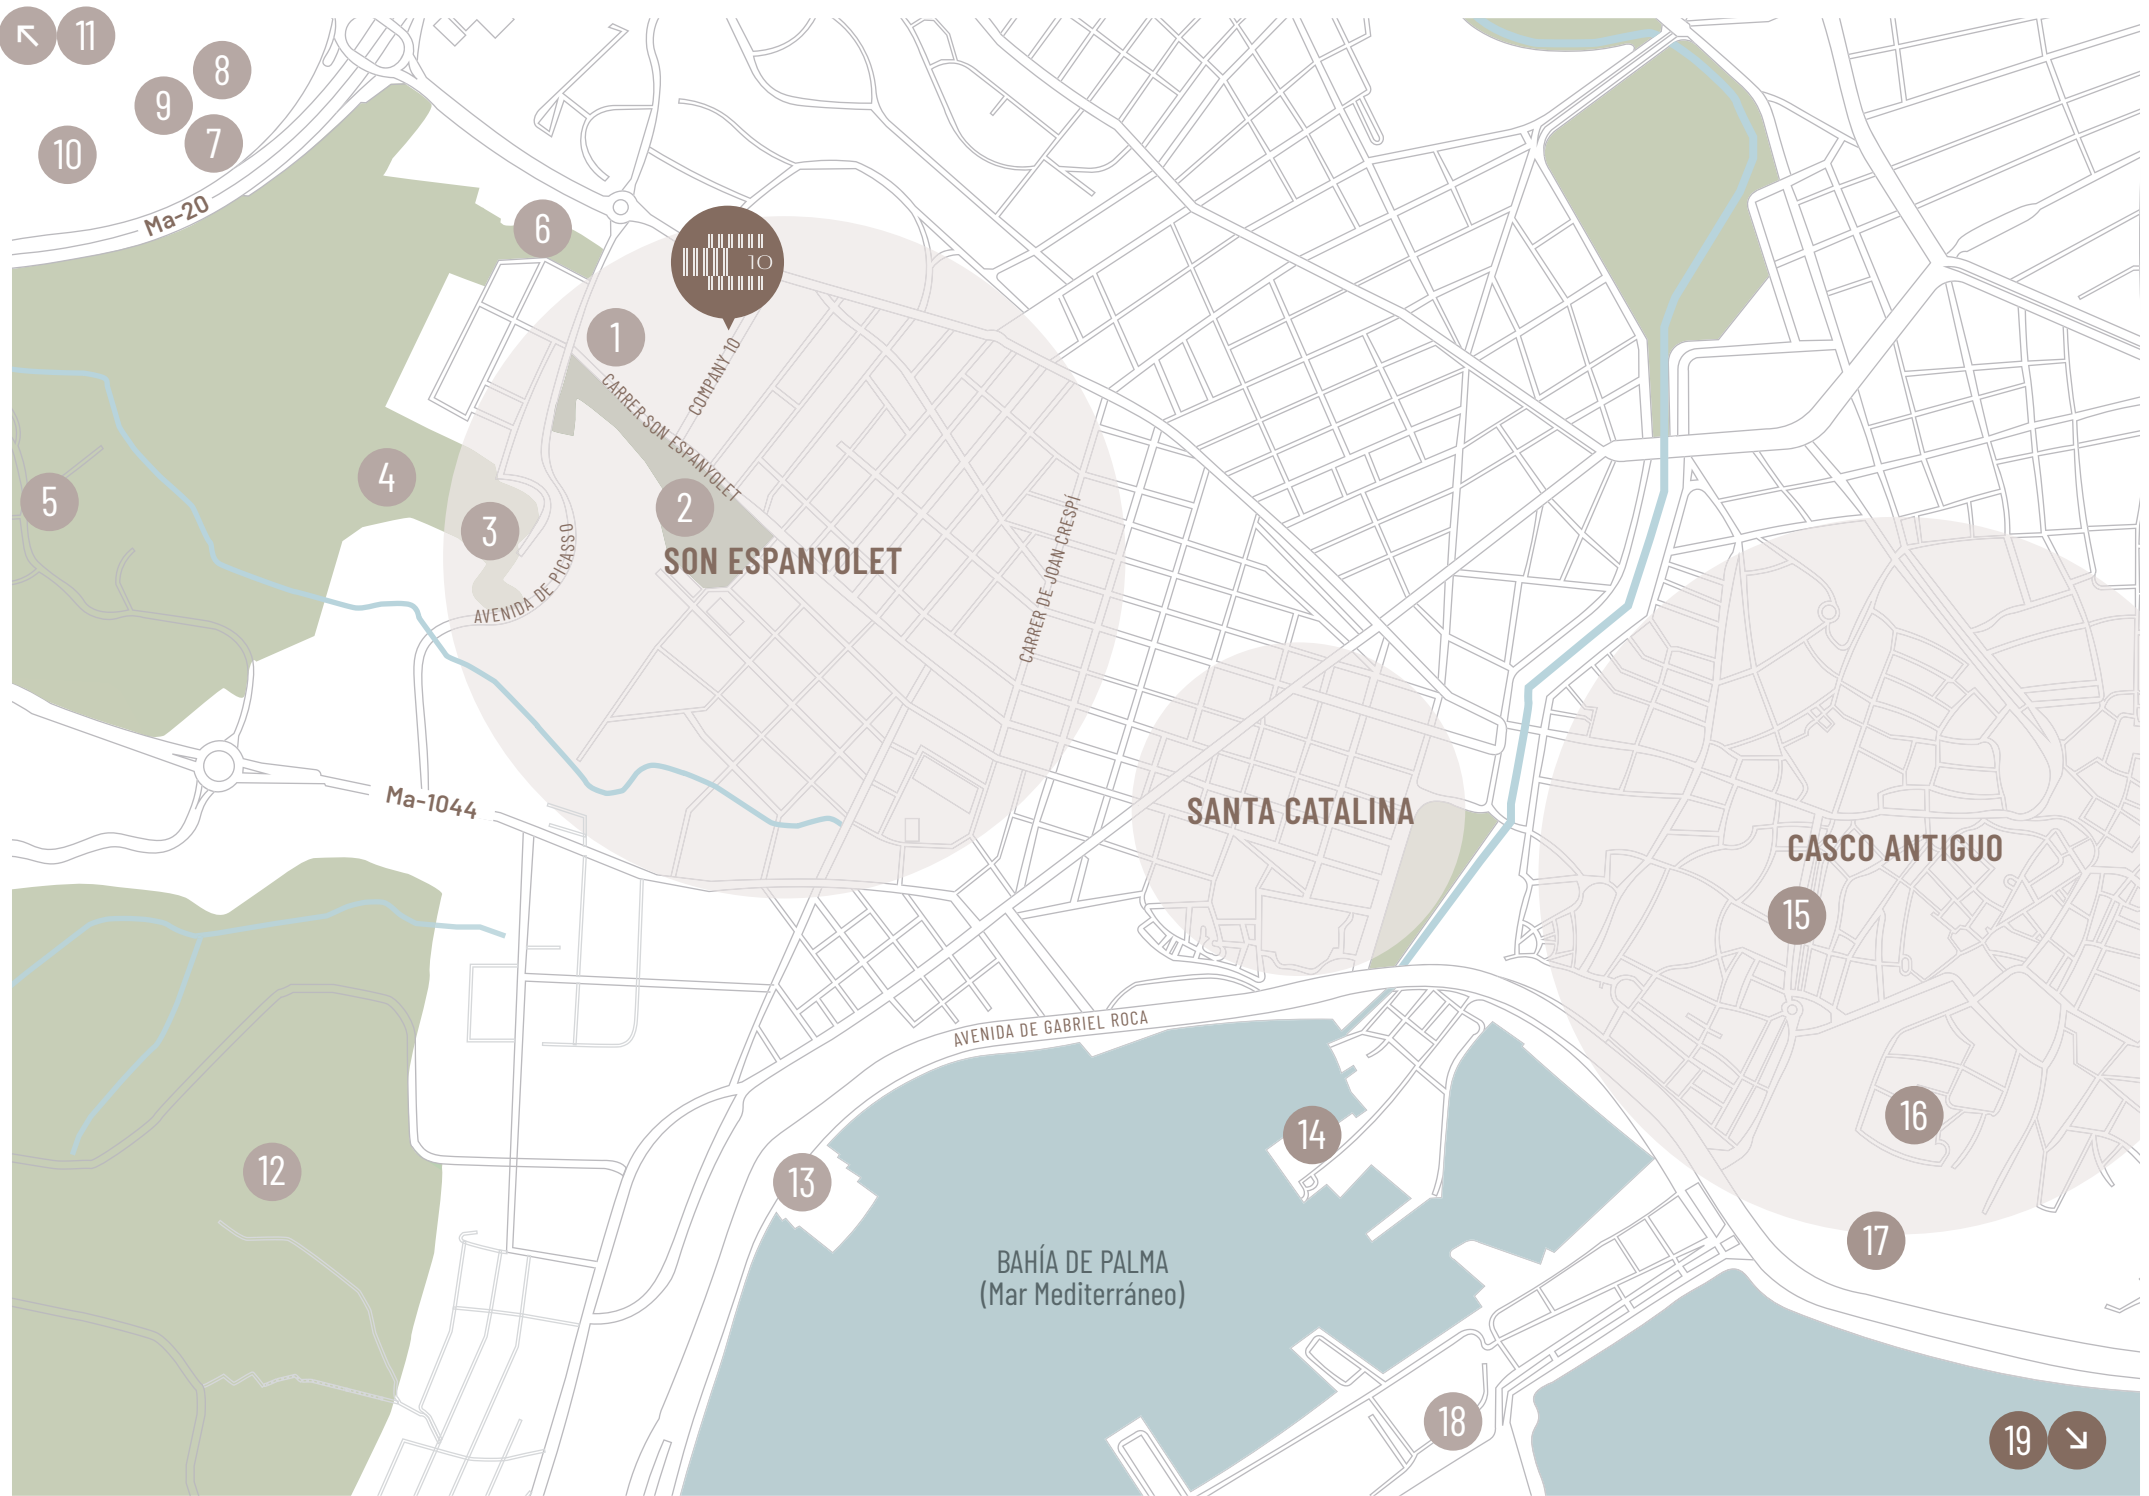 11
8
9
7
10
Ma-20
6
10
1
COMPANY 10
CARRER SON ESPANYOLET
5
4
3
2
SON ESPANYOLET
AVENIDA DE PICASSO
CARRER DE JOAN CRESPÍ
Ma-1044
SANTA CATALINA
CASCO ANTIGUO
15
AVENIDA DE GABRIEL ROCA
16
14
12
13
17
BAHÍA DE PALMA
(Mar Mediterráneo)
18
19